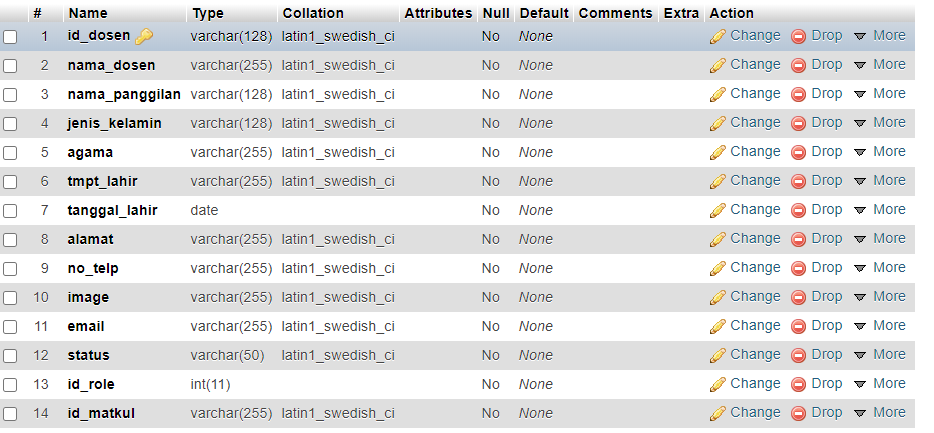 # Name Type Collation Attributes Null Default Comments Extra Action
1 id_dosen varchar(128) latin1_swedish_ci No None Change Drop More
2 nama_dosen varchar(255) latin1_swedish_ci No None Change Drop More
3 nama_panggilan varchar(128) latin1_swedish_ci No None Change Drop More
4 jenis_kelamin varchar(128) latin1_swedish_ci No None Change Drop More
5 agama varchar(255) latin1_swedish_ci No None Change Drop More
6 tmpt_lahir varchar(255) latin1_swedish_ci No None Change Drop More
7 tanggal_lahir date No None Change Drop More
8 alamat varchar(255) latin1_swedish_ci No None Change Drop More
9 no_telp varchar(255) latin1_swedish_ci No None Change Drop More
10 image varchar(255) latin1_swedish_ci No None Change Drop More
11 email varchar(255) latin1_swedish_ci No None Change Drop More
12 status varchar(50) latin1_swedish_ci No None Change Drop More
13 id_role int(11) No None Change Drop More
14 id_matkul varchar(255) latin1_swedish_ci No None Change Drop More